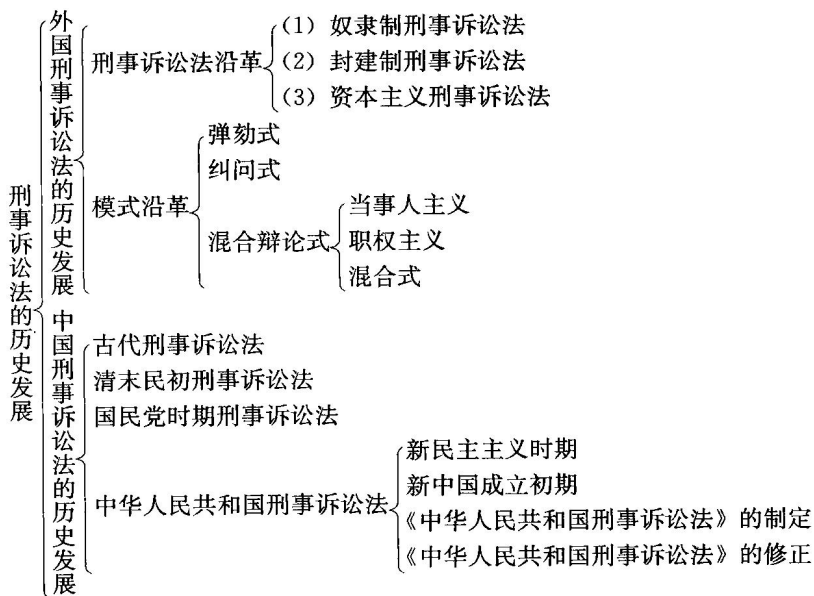 刑事诉讼法的历史发展
外国刑事诉讼法的历史发展
刑事诉讼法沿革
(1) 奴隶制刑事诉讼法
(2) 封建制刑事诉讼法
(3) 资本主义刑事诉讼法
模式沿革
弹劾式
纠问式
混合辩论式
当事人主义
职权主义
混合式
中国刑事诉讼法的历史发展
古代刑事诉讼法
清末民初刑事诉讼法
国民党时期刑事诉讼法
中华人民共和国刑事诉讼法
新民主主义时期
新中国成立初期
《中华人民共和国刑事诉讼法》的制定
《中华人民共和国刑事诉讼法》的修正